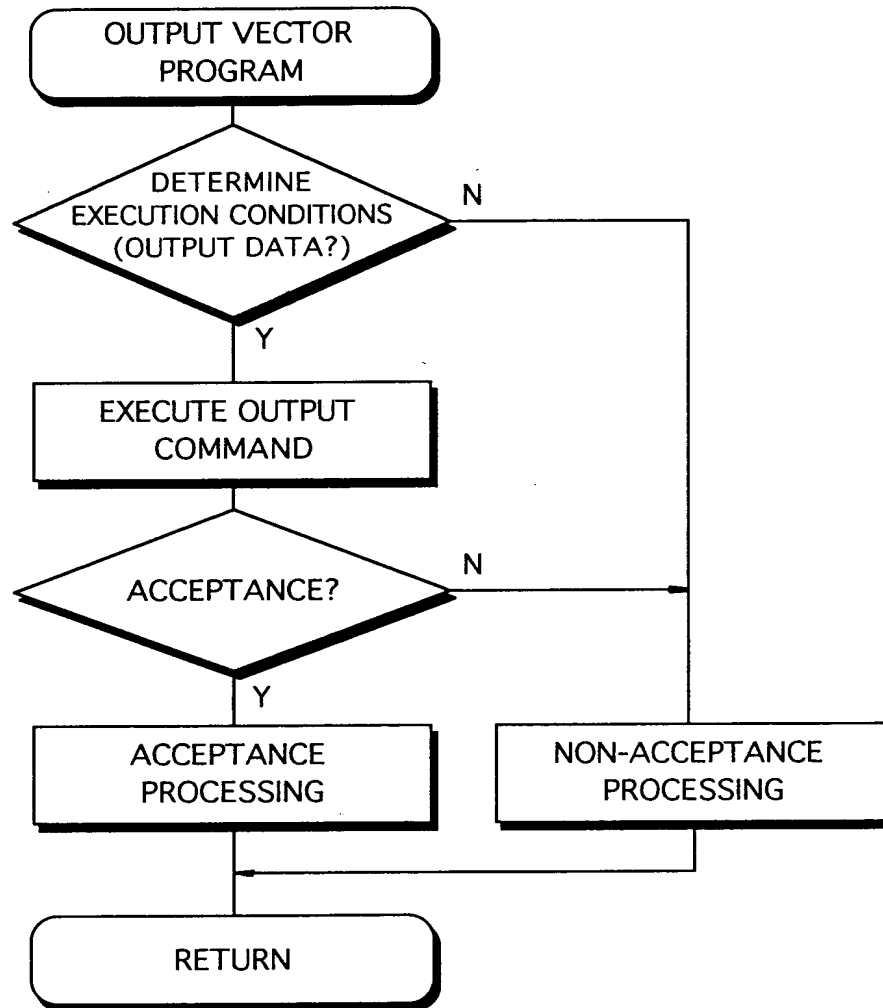 OUTPUT VECTOR
PROGRAM
DETERMINE
EXECUTION CONDITIONS
(OUTPUT DATA?)
N
Y
EXECUTE OUTPUT
COMMAND
ACCEPTANCE?
N
Y
ACCEPTANCE
PROCESSING
NON-ACCEPTANCE
PROCESSING
RETURN